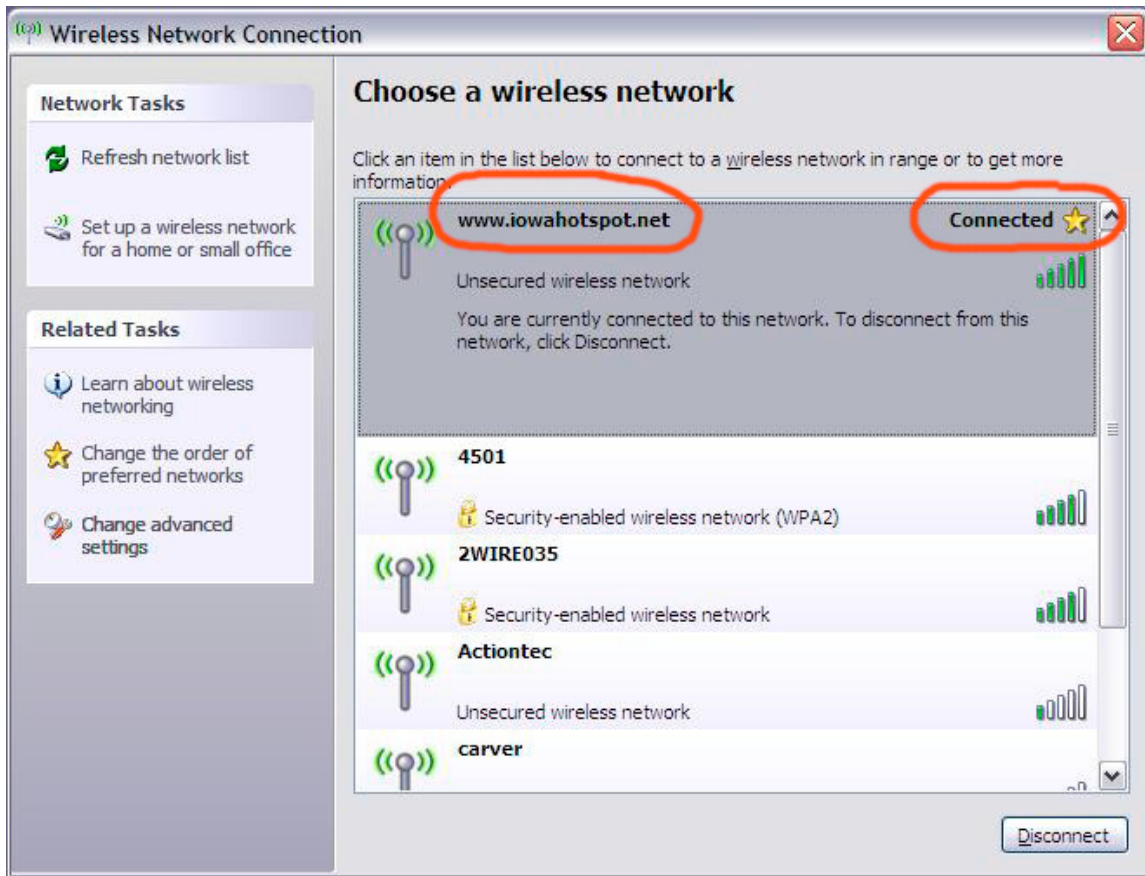 Wireless Network Connection
Network Tasks
Refresh network list
Set up a wireless network
for a home or small office
Related Tasks
Learn about wireless
networking
Change the order of
preferred networks
Change advanced
settings
Choose a wireless network
Click an item in the list below to connect to a wireless network in range or to get more
information.
www.iowahotspot.net
Connected
Unsecured wireless network
You are currently connected to this network. To disconnect from this
network, click Disconnect.
4501
Security-enabled wireless network (WPA2)
2WIRE035
Security-enabled wireless network
Actiontec
Unsecured wireless network
carver
Disconnect